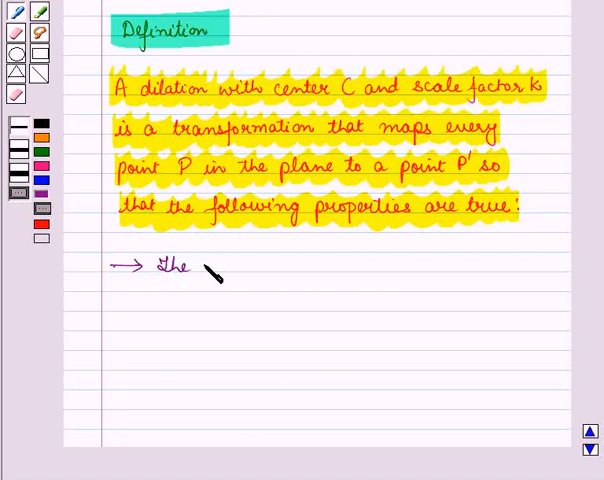 Definition
A dilation with center C and scale factor k
is a transformation that maps every
point P in the plane to a point P' so
that the following properties are true:
→ The